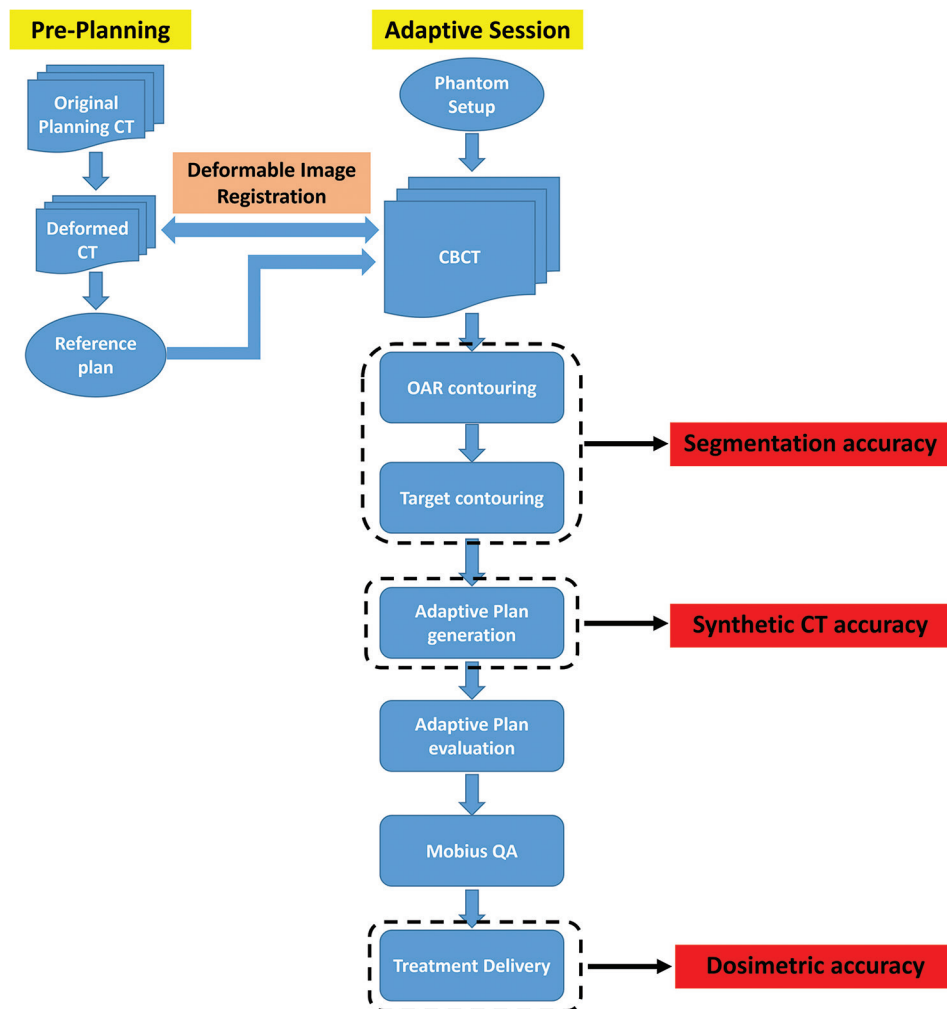 Pre-Planning
Adaptive Session
Original
Planning CT
Phantom
Setup
Deformable Image
Registration
Deformed
CT
CBCT
Reference
plan
OAR contouring
Segmentation accuracy
Target contouring
Adaptive Plan
generation
Synthetic CT accuracy
Adaptive Plan
evaluation
Mobius QA
Treatment Delivery
Dosimetric accuracy